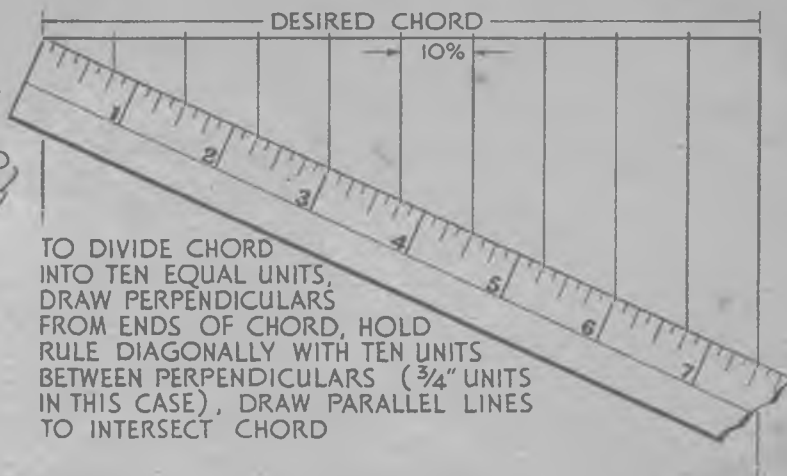 DESIRED CHORD
10%
1
2
3
4
5
6
7
TO DIVIDE CHORD
INTO TEN EQUAL UNITS,
DRAW PERPENDICULARS
FROM ENDS OF CHORD, HOLD
RULE DIAGONALLY WITH TEN UNITS
BETWEEN PERPENDICULARS (3/4" UNITS
IN THIS CASE), DRAW PARALLEL LINES
TO INTERSECT CHORD